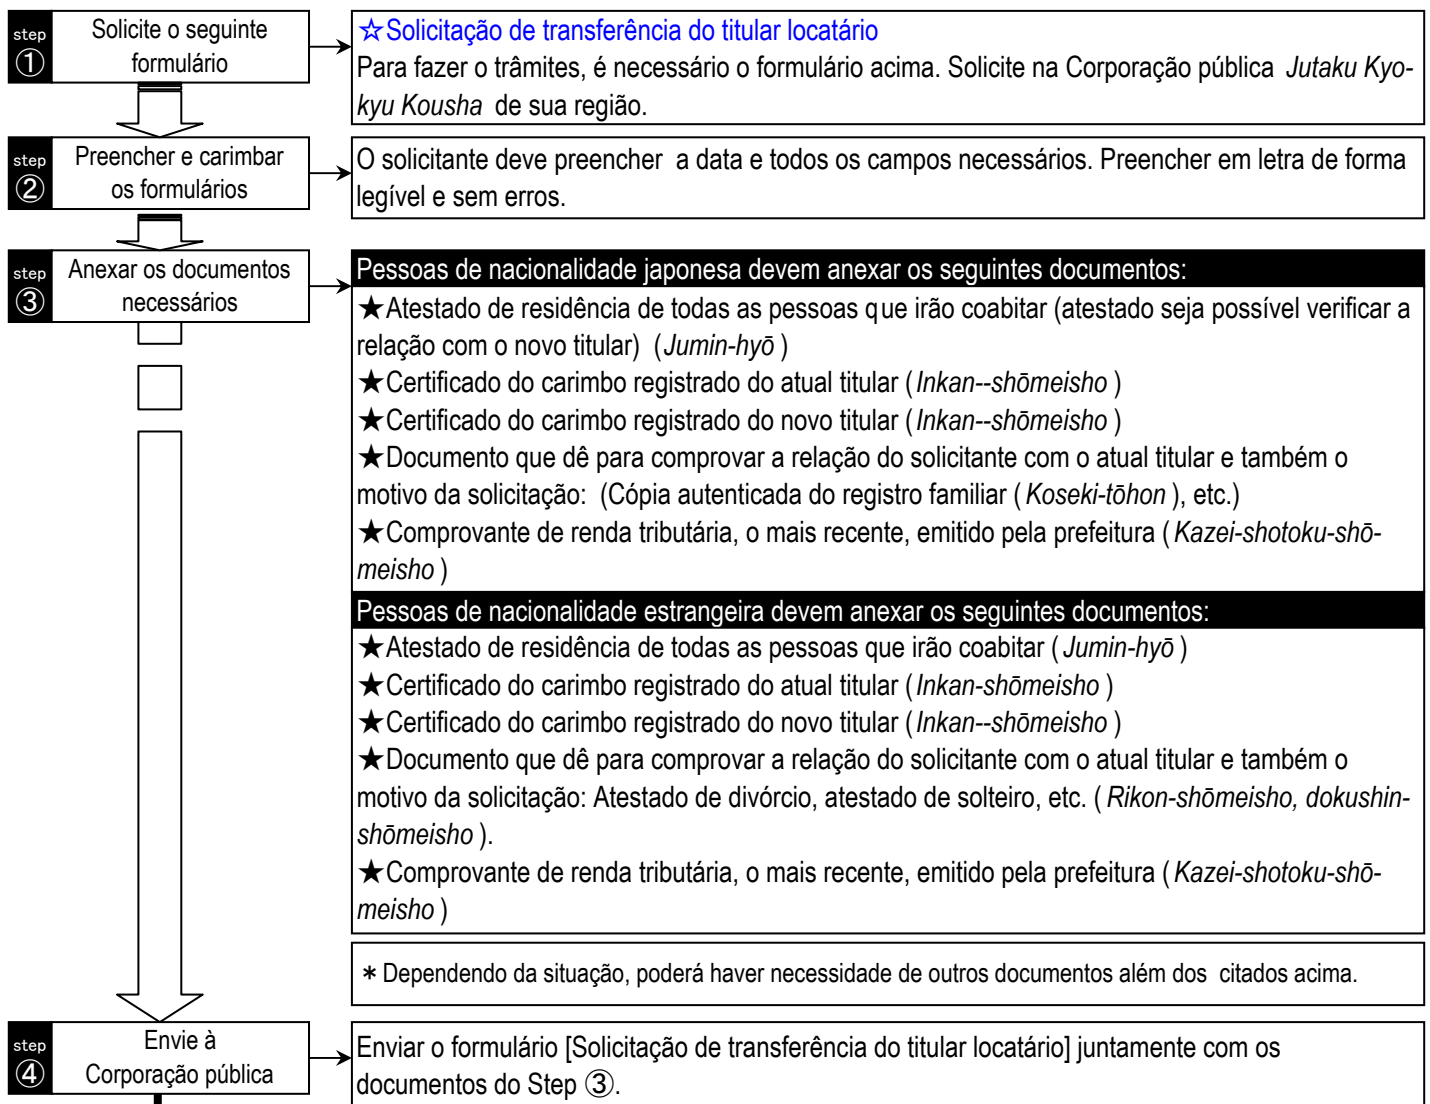 step
①
Solicite o seguinte
formulário
☆Solicitação de transferência do titular locatário
Para fazer o trâmites, é necessário o formulário acima. Solicite na Corporação pública Jutaku Kyo-
kyu Kousha de sua região.
step
②
Preencher e carimbar
os formulários
O solicitante deve preencher a data e todos os campos necessários. Preencher em letra de forma
legível e sem erros.
step
③
Anexar os documentos
necessários
Pessoas de nacionalidade japonesa devem anexar os seguintes documentos:
★Atestado de residência de todas as pessoas que irão coabitar (atestado seja possível verificar a
relação com o novo titular) (Jumin-hyō )
★Certificado do carimbo registrado do atual titular (Inkan--shōmeisho )
★Certificado do carimbo registrado do novo titular (Inkan--shōmeisho )
★Documento que dê para comprovar a relação do solicitante com o atual titular e também o
motivo da solicitação: (Cópia autenticada do registro familiar (Koseki-tōhon ), etc.)
★Comprovante de renda tributária, o mais recente, emitido pela prefeitura (Kazei-shotoku-shō-
meisho )
Pessoas de nacionalidade estrangeira devem anexar os seguintes documentos:
★Atestado de residência de todas as pessoas que irão coabitar (Jumin-hyō )
★Certificado do carimbo registrado do atual titular (Inkan-shōmeisho )
★Certificado do carimbo registrado do novo titular (Inkan--shōmeisho )
★Documento que dê para comprovar a relação do solicitante com o atual titular e também o
motivo da solicitação: Atestado de divórcio, atestado de solteiro, etc. (Rikon-shōmeisho, dokushin-
shōmeisho ).
★Comprovante de renda tributária, o mais recente, emitido pela prefeitura (Kazei-shotoku-shō-
meisho )
* Dependendo da situação, poderá haver necessidade de outros documentos além dos citados acima.
step
④
Envie à
Corporação pública
Enviar o formulário [Solicitação de transferência do titular locatário] juntamente com os
documentos do Step ③.